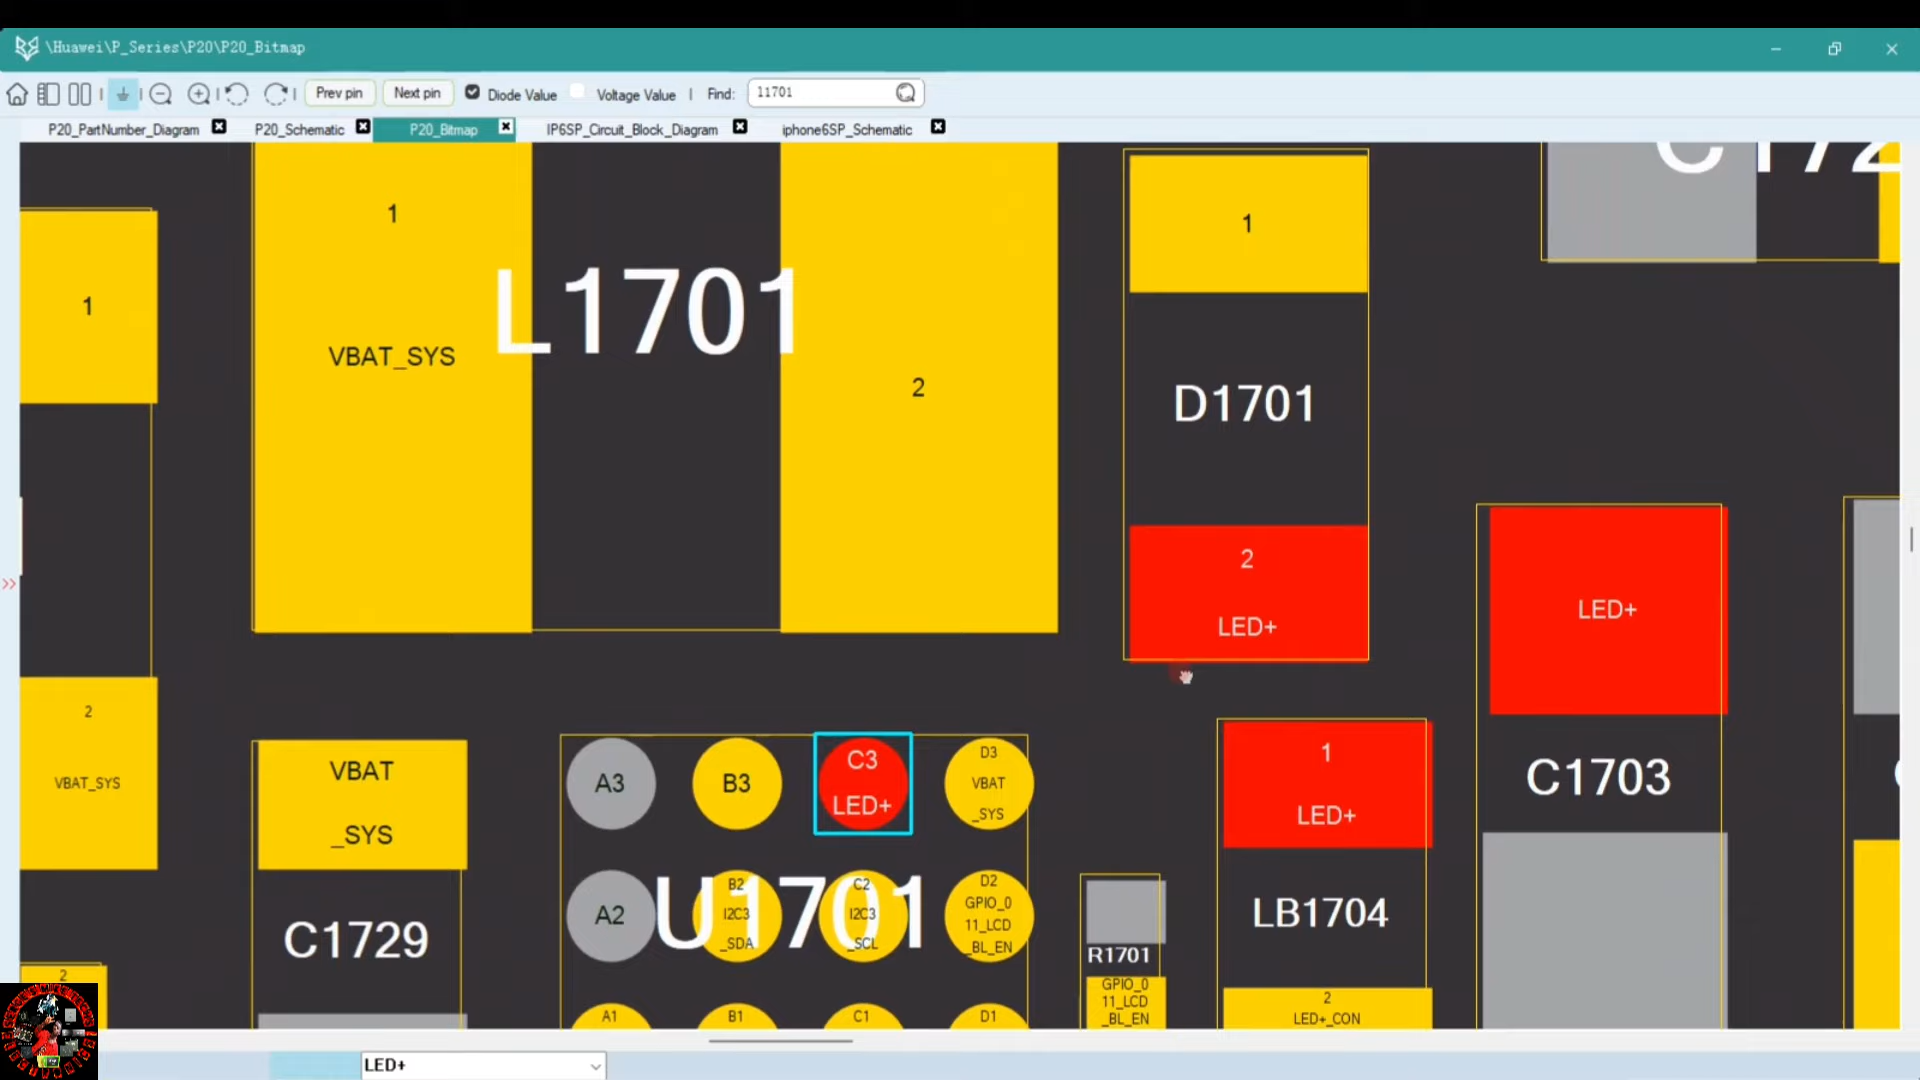 \Huawei\P_Series\P20\P20_Bitmap
Prev pin
Next pin
Diode Value
Voltage Value
Find:
11701
P20_PartNumber_Diagram
P20_Schematic
P20_Bitmap
IP6SP_Circuit_Block_Diagram
iphone6SP_Schematic
1
VBAT_SYS
L1701
2
1
D1701
2
LED+
1
2
VBAT_SYS
LED+
C1703
VBAT
_SYS
C1729
A3
B3
C3
LED+
D3
VBAT
_SYS
A2
B2
I2C3
_SDA
C2
I2C3
_SCL
D2
GPIO_0
11_LCD
_BL_EN
U1701
A1
B1
C1
D1
R1701
GPIO_0
11_LCD
_BL_EN
1
LED+
LB1704
2
LED+_CON
2
LED+